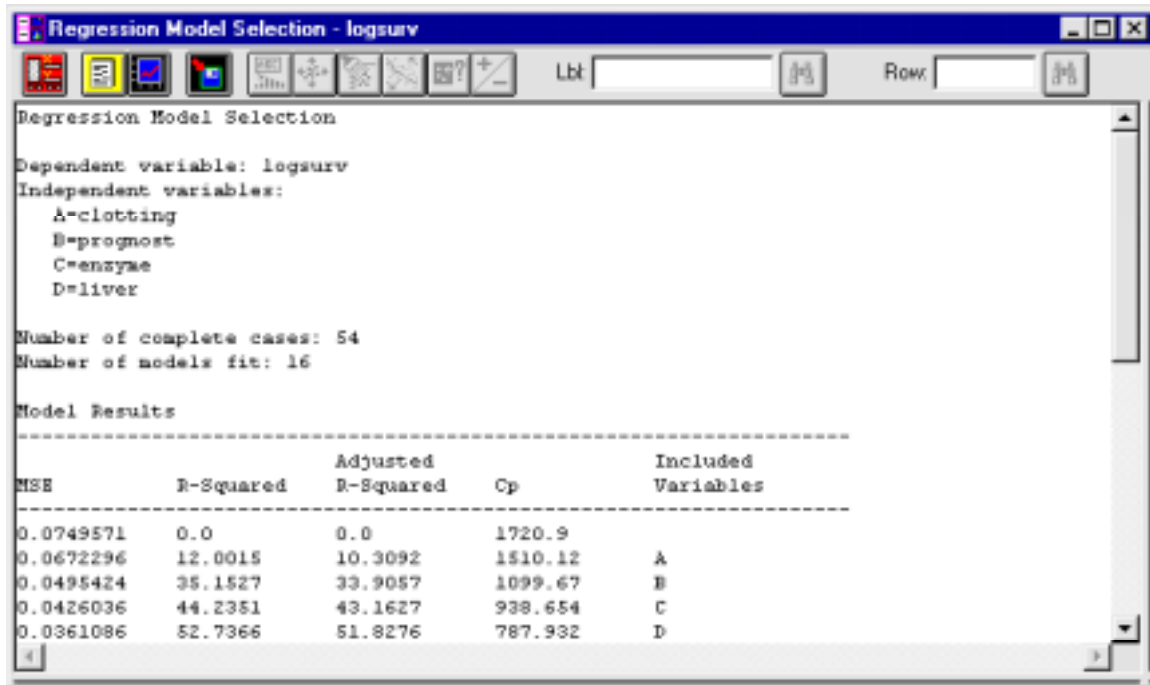 Regression Model Selection - logsurv
Lbl: Row:
Regression Model Selection
Dependent variable: logsurv
Independent variables:
A=clotting
B=prognost
C=enzyme
D=liver
Number of complete cases: 54
Number of models fit: 16
Model Results
Adjusted Included
MSE R-Squared R-Squared Cp Variables
0.0749571 0.0 0.0 1720.9
0.0672296 12.0015 10.3092 1510.12 A
0.0495424 35.1527 33.9057 1099.67 B
0.0426036 44.2351 43.1627 938.654 C
0.0361086 52.7366 51.8276 787.932 D